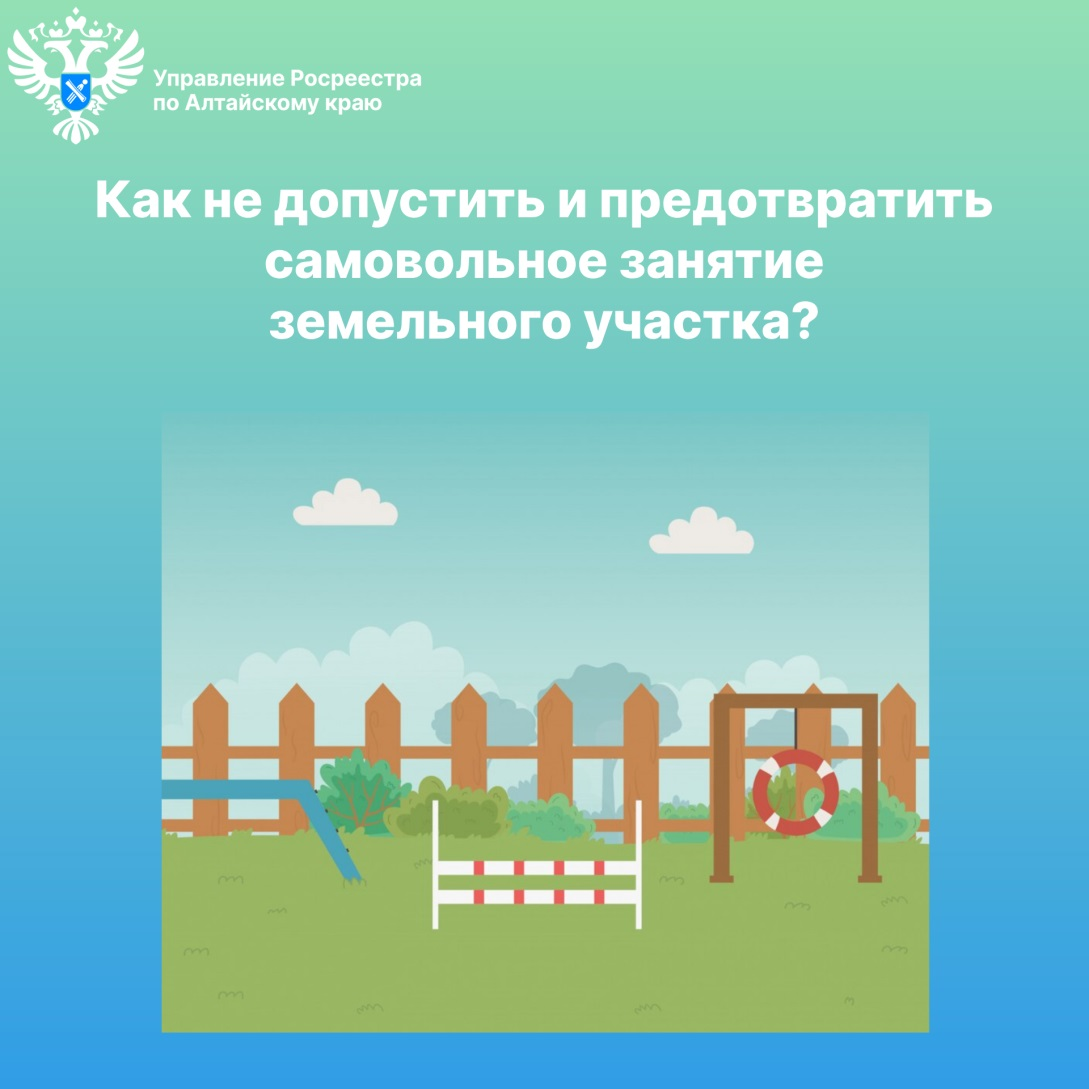 Управление Росреестра
по Алтайскому краю
Как не допустить и предотвратить
самовольное занятие
земельного участка?